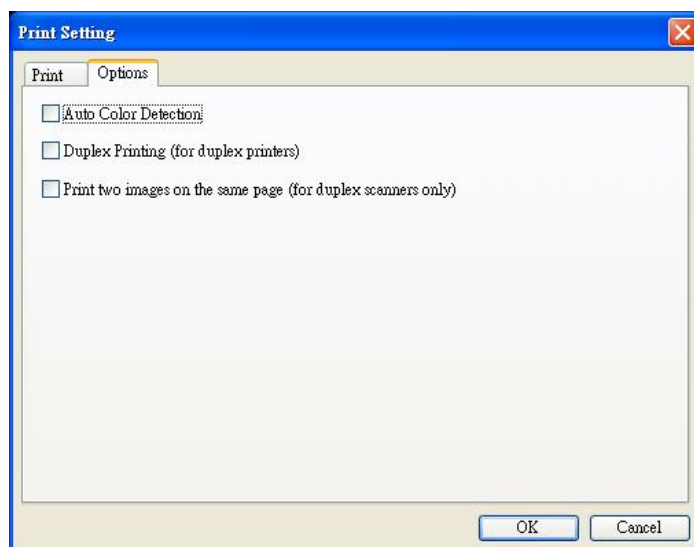 Print Setting
Print Options
Auto Color Detection
Duplex Printing (for duplex printers)
Print two images on the same page (for duplex scanners only)
OK Cancel